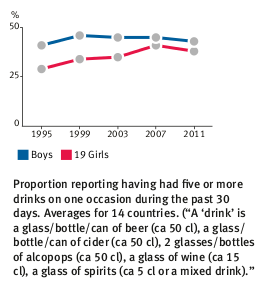 %
50
25
0
1995 1999 2003 2007 2011
Boys 19 Girls
Proportion reporting having had five or more
drinks on one occasion during the past 30
days. Averages for 14 countries. (“A ‘drink’ is
a glass/bottle/can of beer (ca 50 cl), a glass/
bottle/can of cider (ca 50 cl), 2 glasses/bottles
of alcopops (ca 50 cl), a glass of wine (ca 15
cl), a glass of spirits (ca 5 cl or a mixed drink).”